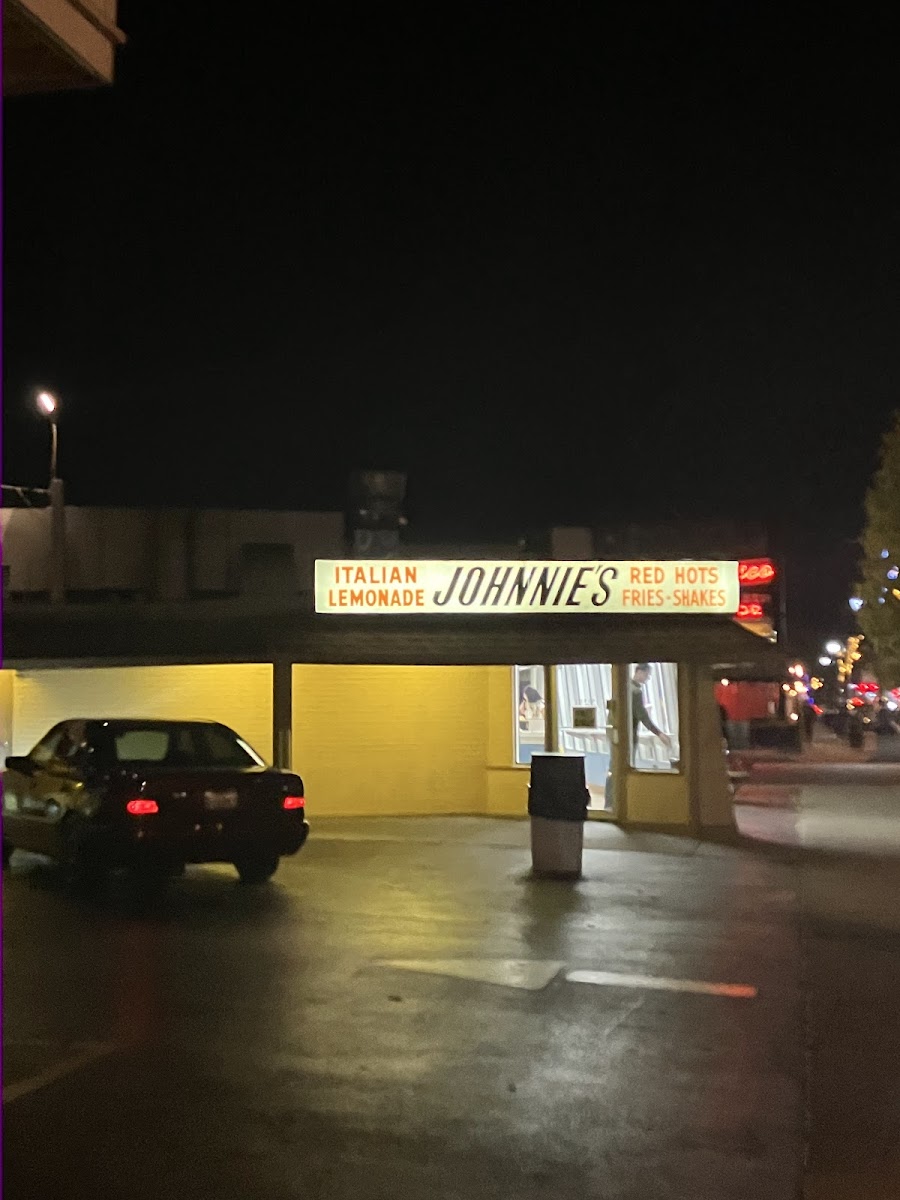 ITALIAN
LEMONADE
JOHNNIE'S
RED HOTS
FRIES-SHAKES